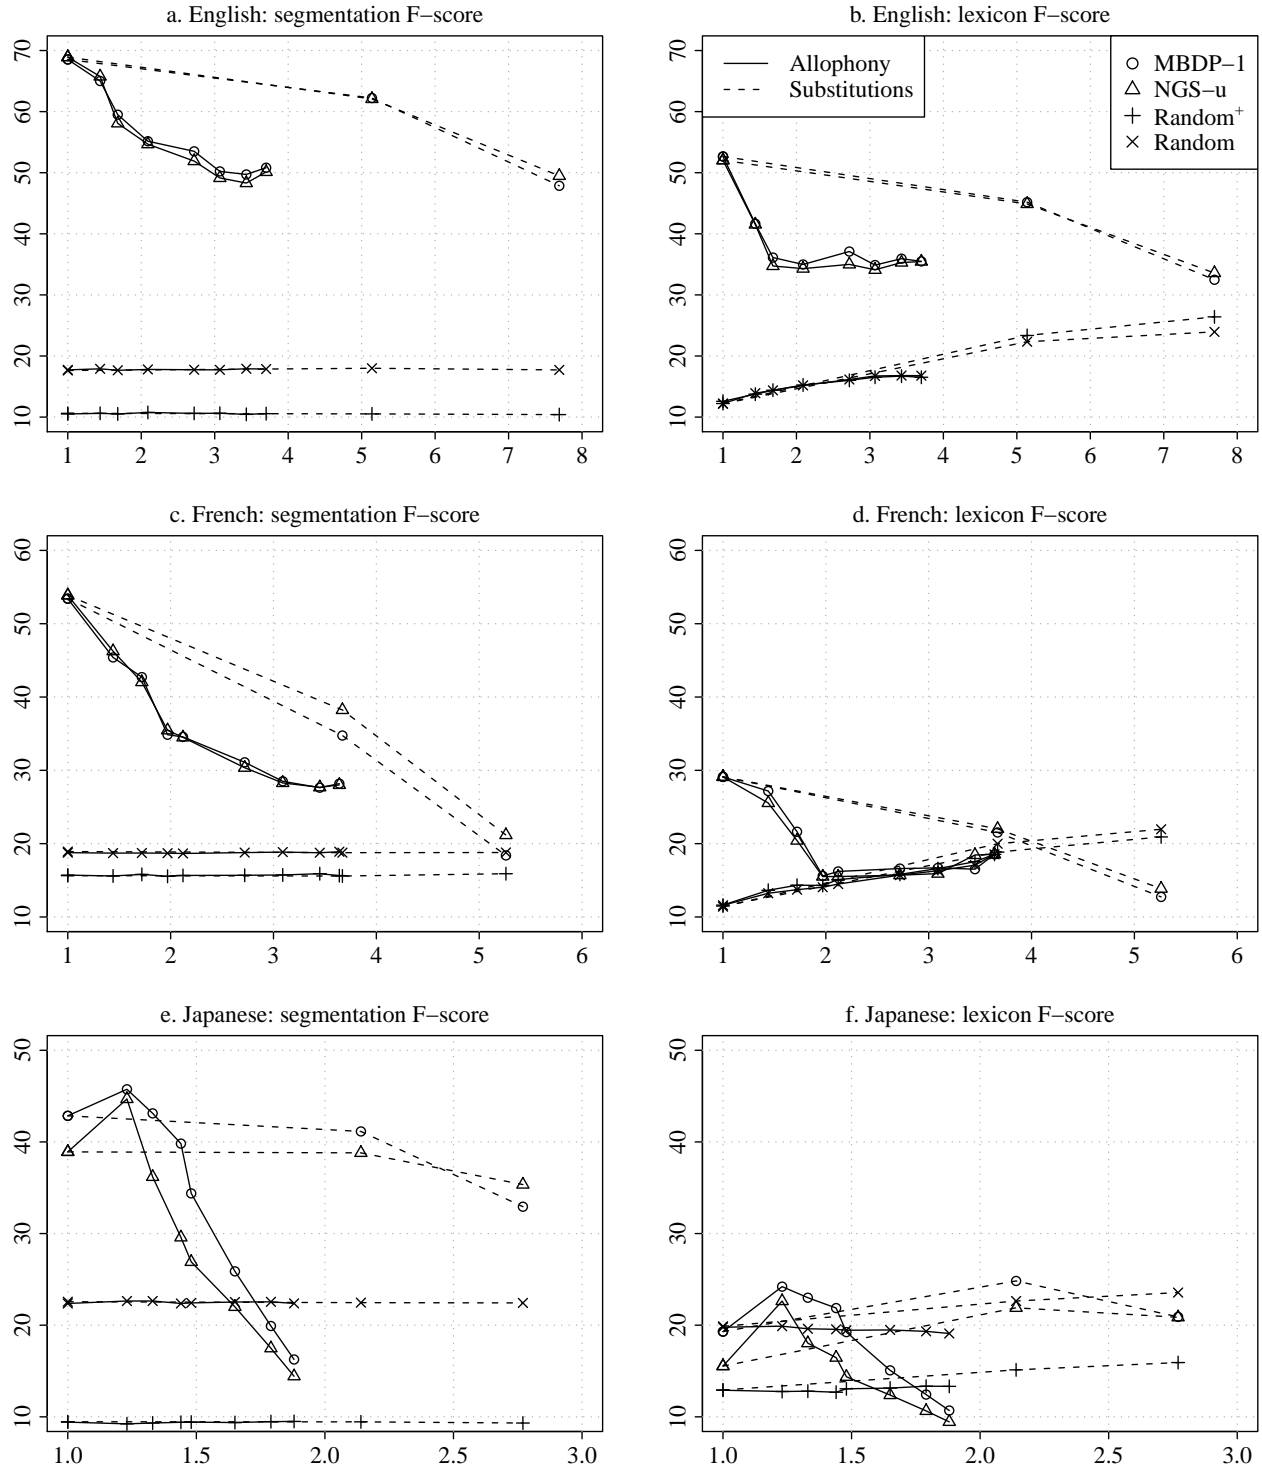 a. English: segmentation F−score
70
60
50
40
30
20
10
1 2 3 4 5 6 7 8
b. English: lexicon F−score
Allophony
Substitutions
MBDP−1
NGS−u
Random+
Random
70
60
50
40
30
20
10
1 2 3 4 5 6 7 8
c. French: segmentation F−score
60
50
40
30
20
10
1 2 3 4 5 6
d. French: lexicon F−score
60
50
40
30
20
10
1 2 3 4 5 6
e. Japanese: segmentation F−score
50
40
30
20
10
1.0 1.5 2.0 2.5 3.0
f. Japanese: lexicon F−score
50
40
30
20
10
1.0 1.5 2.0 2.5 3.0